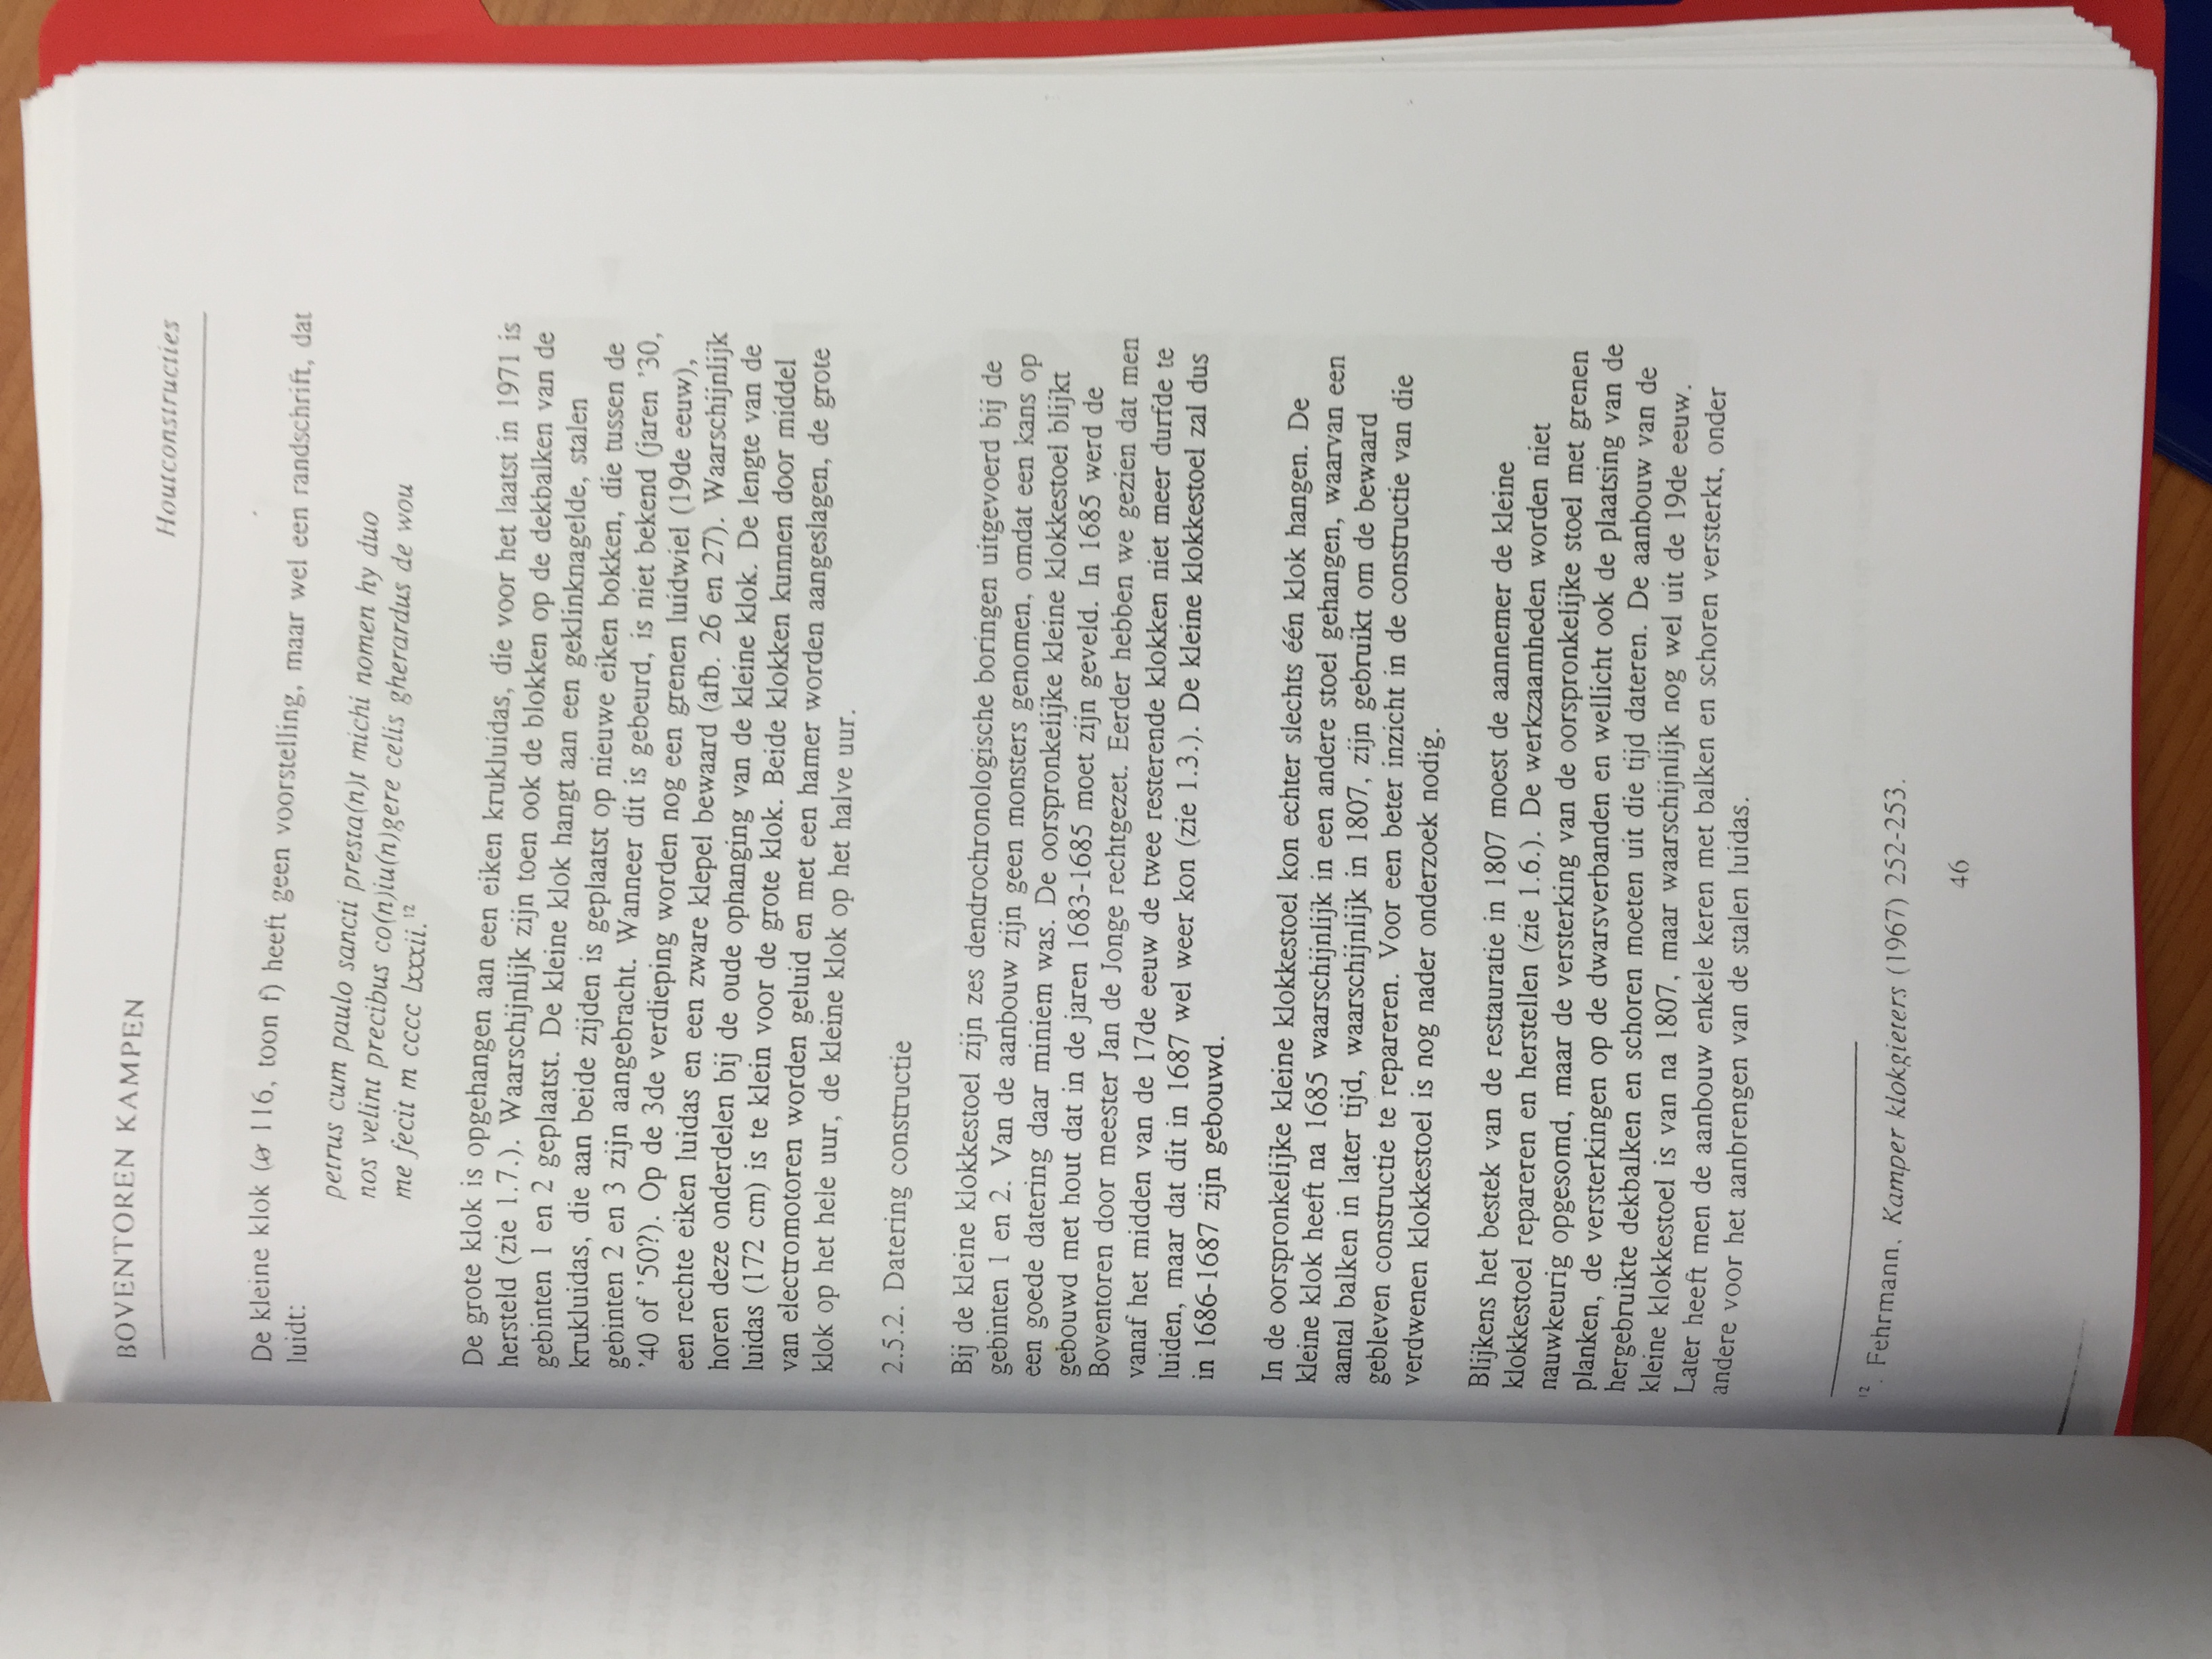 BOVENTOREN KAMPEN
Houtconstructies
De kleine klok (ø 116, toon f) heeft geen voorstelling, maar wel een randschrift, dat
luidt:
petrus cum paulo sancti presta(n)t michi nomen hy duo
nos velint precibus co(n)iu(n)gere celis gherardus de wou
me fecit m cccc lxxxii.12
De grote klok is opgehangen aan een eiken krukluidas, die voor het laatst in 1971 is
hersteld (zie 1.7.). Waarschijnlijk zijn toen ook de blokken op de dekbalken van de
gebinten 1 en 2 geplaatst. De kleine klok hangt aan een geklinknagelde, stalen
krukluidas, die aan beide zijden is geplaatst op nieuwe eiken bokken, die tussen de
gebinten 2 en 3 zijn aangebracht. Wanneer dit is gebeurd, is niet bekend (jaren '30,
'40 of '50?). Op de 3de verdieping worden nog een grenen luidwiel (19de eeuw),
een rechte eiken luidas en een zware klepel bewaard (afb. 26 en 27). Waarschijnlijk
horen deze onderdelen bij de oude ophanging van de kleine klok. De lengte van de
luidas (172 cm) is te klein voor de grote klok. Beide klokken kunnen door middel
van electromotoren worden geluid en met een hamer worden aangeslagen, de grote
klok op het hele uur, de kleine klok op het halve uur.
2.5.2. Datering constructie
Bij de kleine klokkestoel zijn zes dendrochronologische boringen uitgevoerd bij de
gebinten 1 en 2. Van de aanbouw zijn geen monsters genomen, omdat een kans op
een goede datering daar miniem was. De oorspronkelijke kleine klokkestoel blijkt
gebouwd met hout dat in de jaren 1683-1685 moet zijn geveld. In 1685 werd de
Boventoren door meester Jan de Jonge rechtgezet. Eerder hebben we gezien dat men
vanaf het midden van de 17de eeuw de twee resterende klokken niet meer durfde te
luiden, maar dat dit in 1687 wel weer kon (zie 1.3.). De kleine klokkestoel zal dus
in 1686-1687 zijn gebouwd.
In de oorspronkelijke kleine klokkestoel kon echter slechts één klok hangen. De
kleine klok heeft na 1685 waarschijnlijk in een andere stoel gehangen, waarvan een
aantal balken in later tijd, waarschijnlijk in 1807, zijn gebruikt om de bewaard
gebleven constructie te repareren. Voor een beter inzicht in de constructie van die
verdwenen klokkestoel is nog nader onderzoek nodig.
Blijkens het bestek van de restauratie in 1807 moest de aannemer de kleine
klokkestoel repareren en herstellen (zie 1.6.). De werkzaamheden worden niet
nauwkeurig opgesomd, maar de versterking van de oorspronkelijke stoel met grenen
planken, de versterkingen op de dwarsverbanden en wellicht ook de plaatsing van de
hergebruikte dekbalken en schoren moeten uit die tijd dateren. De aanbouw van de
kleine klokkestoel is van na 1807, maar waarschijnlijk nog wel uit de 19de eeuw.
Later heeft men de aanbouw enkele keren met balken en schoren versterkt, onder
andere voor het aanbrengen van de stalen luidas.
12. Fehrmann, Kamper klokgieters (1967) 252-253.
46